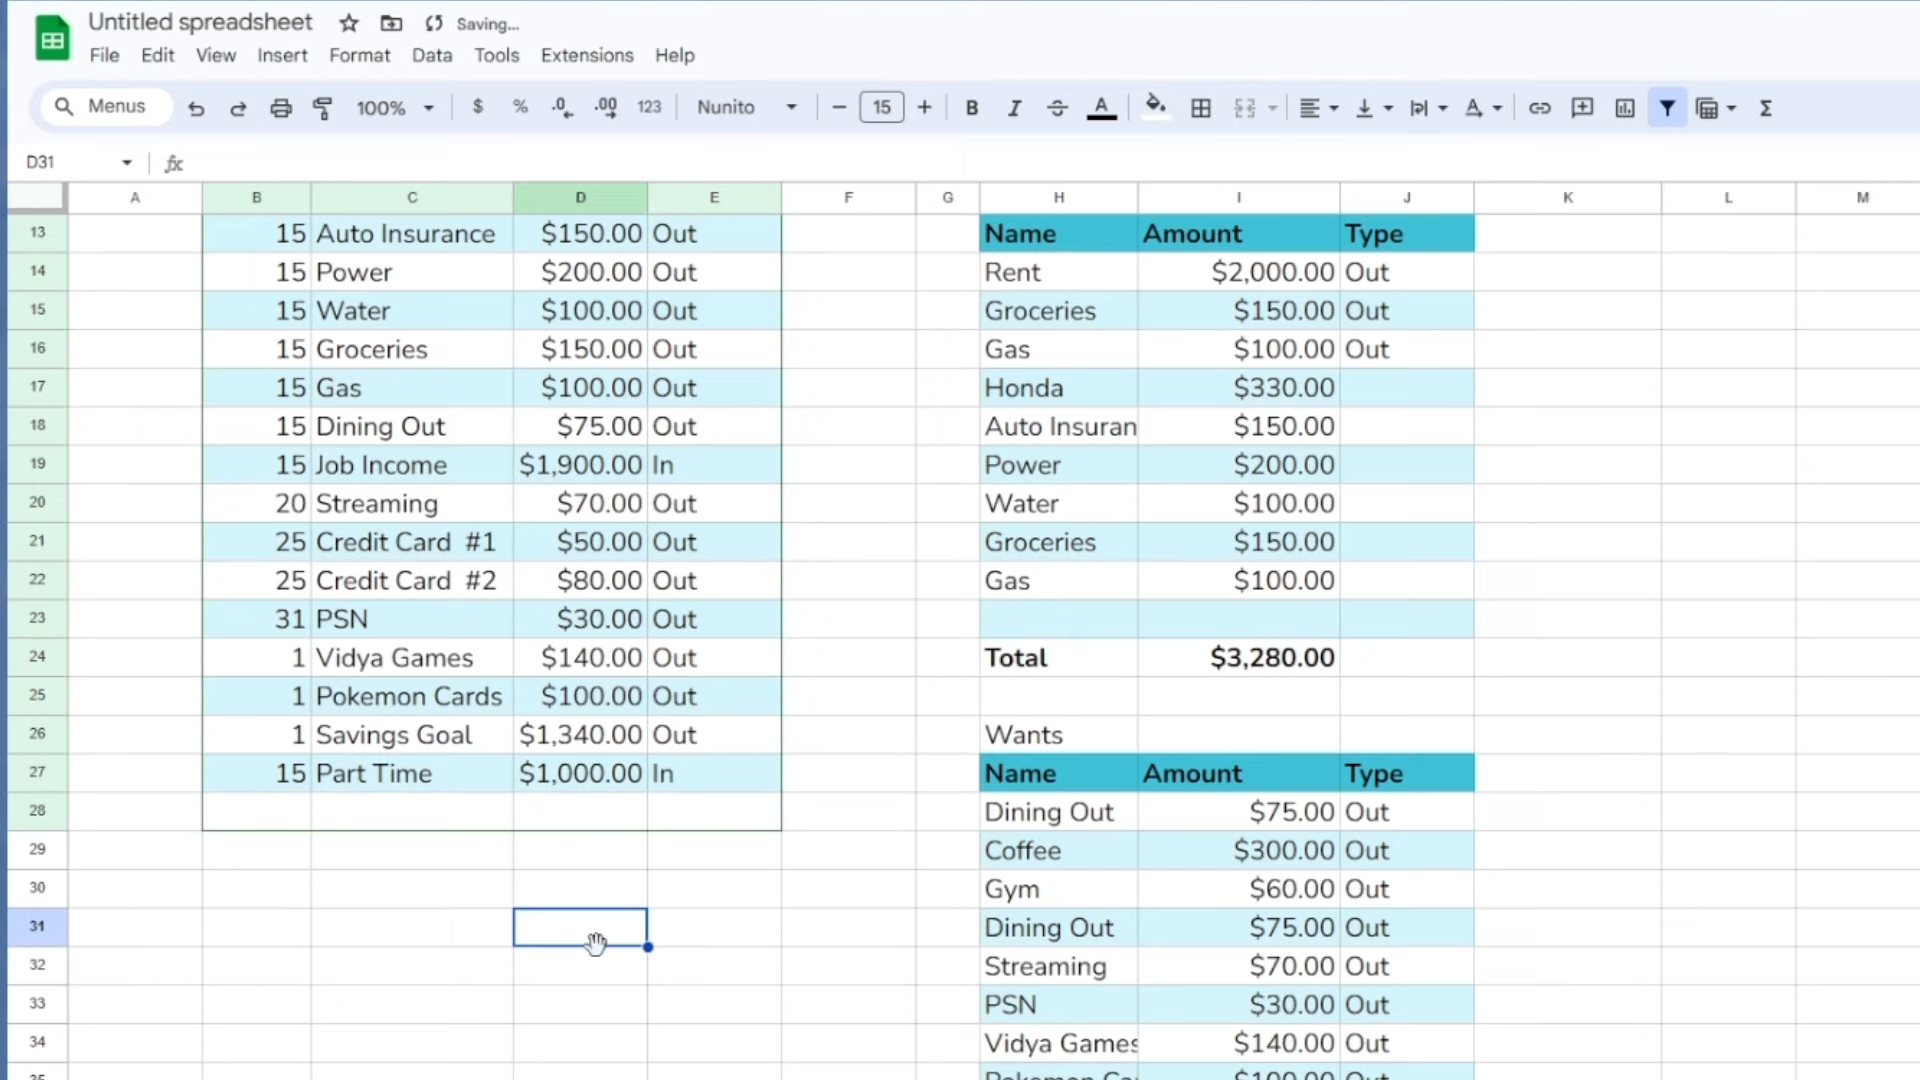 Untitled spreadsheet Saving...
File Edit View Insert Format Data Tools Extensions Help
Menus 100% $ % .0 .00 123 Nunito 15 B I S A A Σ
D31 fx
A B C D E F G H I J K L M
13 15 Auto Insurance $150.00 Out Name Amount Type
14 15 Power $200.00 Out Rent $2,000.00 Out
15 15 Water $100.00 Out Groceries $150.00 Out
16 15 Groceries $150.00 Out Gas $100.00 Out
17 15 Gas $100.00 Out Honda $330.00
18 15 Dining Out $75.00 Out Auto Insuran $150.00
19 15 Job Income $1,900.00 In Power $200.00
20 20 Streaming $70.00 Out Water $100.00
21 25 Credit Card #1 $50.00 Out Groceries $150.00
22 25 Credit Card #2 $80.00 Out Gas $100.00
23 31 PSN $30.00 Out
24 1 Vidya Games $140.00 Out Total $3,280.00
25 1 Pokemon Cards $100.00 Out
26 1 Savings Goal $1,340.00 Out Wants
27 15 Part Time $1,000.00 In Name Amount Type
28 Dining Out $75.00 Out
29 Coffee $300.00 Out
30 Gym $60.00 Out
31 Dining Out $75.00 Out
32 Streaming $70.00 Out
33 PSN $30.00 Out
34 Vidya Games $140.00 Out
35 Pokemon Ca $100.00 Out